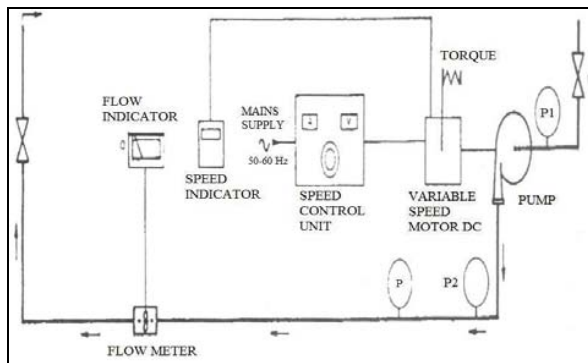 TORQUE
P1
FLOW
INDICATOR
MAINS
SUPPLY
50-60 Hz
SPEED
INDICATOR
SPEED
CONTROL
UNIT
VARIABLE
SPEED
MOTOR DC
PUMP
P
P2
FLOW METER